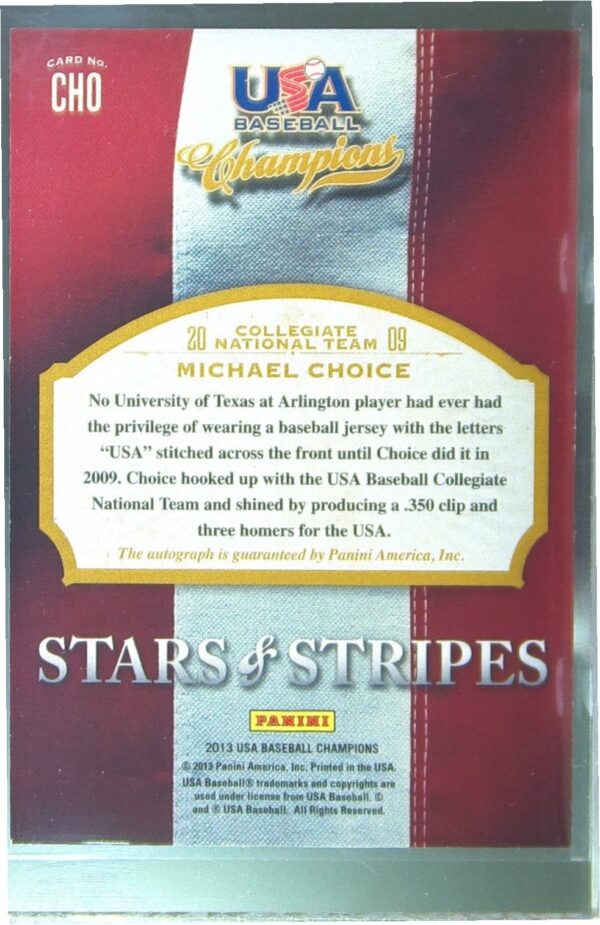 CARD NO.
CHO
USA
BASEBALL
Champions
20 COLLEGIATE NATIONAL TEAM 09
MICHAEL CHOICE
No University of Texas at Arlington player had ever had
the privilege of wearing a baseball jersey with the letters
“USA” stitched across the front until Choice did it in
2009. Choice hooked up with the USA Baseball Collegiate
National Team and shined by producing a .350 clip and
three homers for the USA.
The autograph is guaranteed by Panini America, Inc.
STARS & STRIPES
PANINI
2013 USA BASEBALL CHAMPIONS
© 2013 Panini America, Inc. Printed in the USA.
USA Baseball® trademarks and copyrights are
used under license from USA Baseball. ©
and ® USA Baseball. All Rights Reserved.